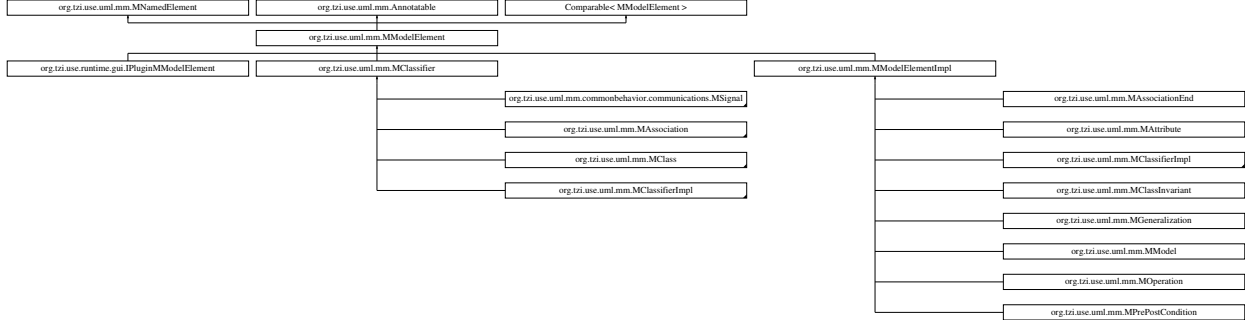 org.tzi.use.uml.mm.MNamedElement
org.tzi.use.uml.mm.Annotatable
Comparable< MModelElement >
org.tzi.use.uml.mm.MModelElement
org.tzi.use.runtime.gui.IPluginMModelElement
org.tzi.use.uml.mm.MClassifier
org.tzi.use.uml.mm.MModelElementImpl
org.tzi.use.uml.mm.commonbehavior.communications.MSignal
org.tzi.use.uml.mm.MAssociation
org.tzi.use.uml.mm.MClass
org.tzi.use.uml.mm.MClassifierImpl
org.tzi.use.uml.mm.MAssociationEnd
org.tzi.use.uml.mm.MAttribute
org.tzi.use.uml.mm.MClassifierImpl
org.tzi.use.uml.mm.MClassInvariant
org.tzi.use.uml.mm.MGeneralization
org.tzi.use.uml.mm.MModel
org.tzi.use.uml.mm.MOperation
org.tzi.use.uml.mm.MPrePostCondition